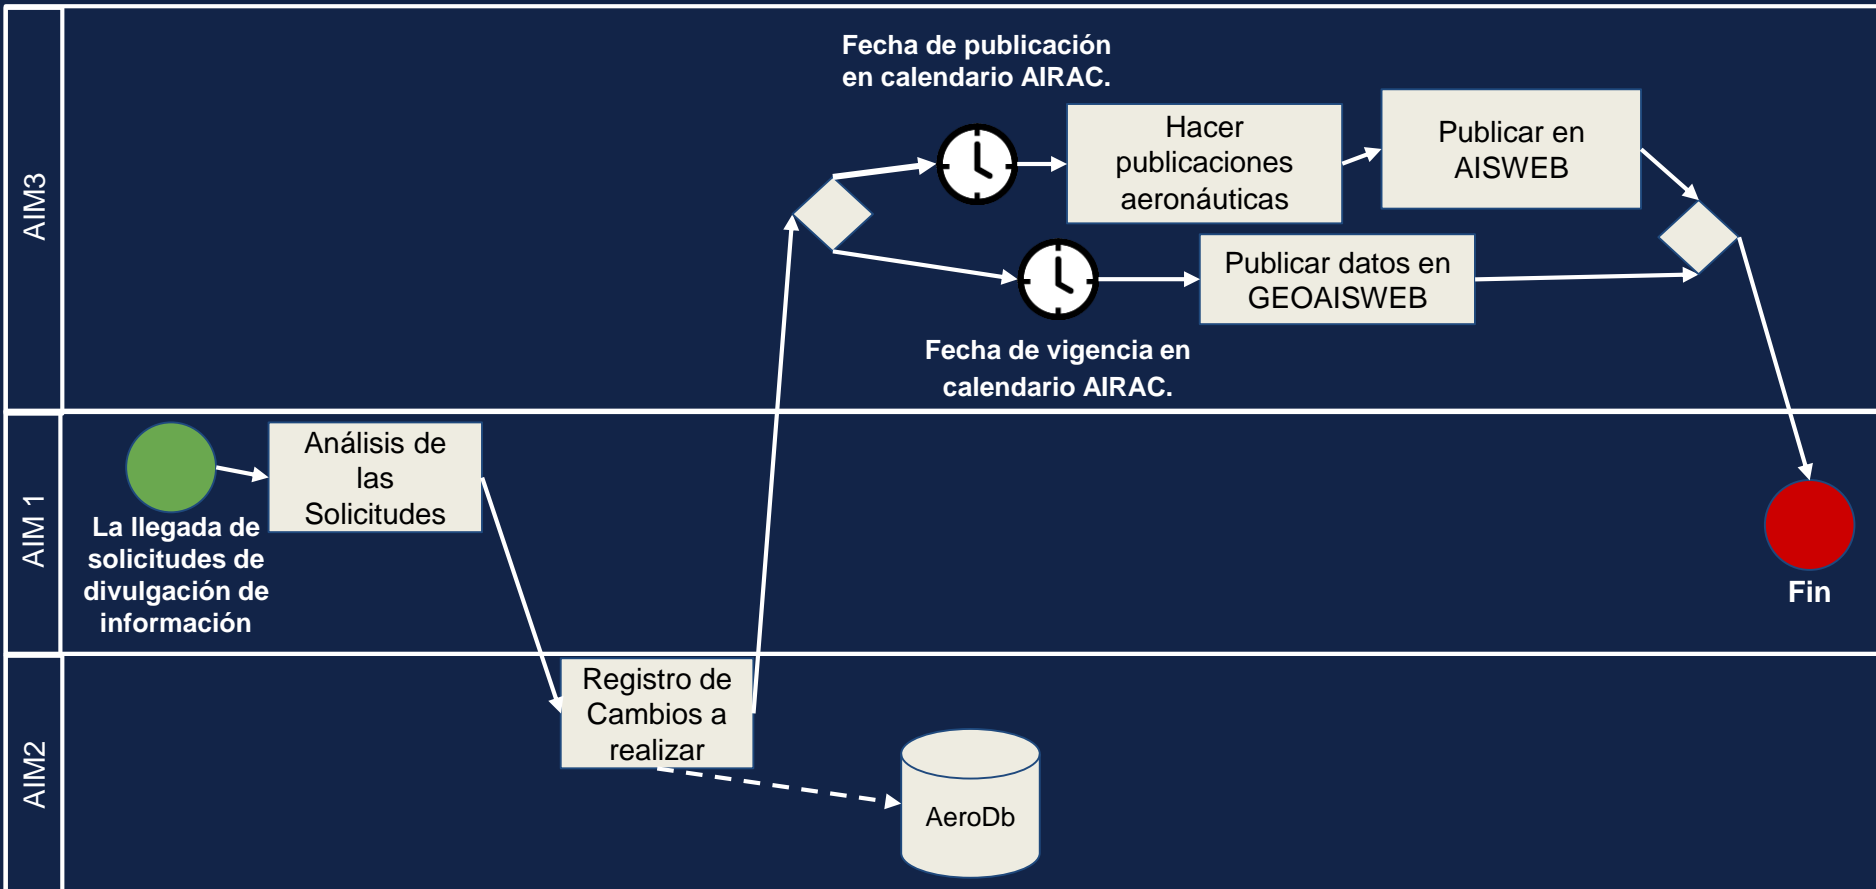 AIM3
Fecha de publicación
en calendario AIRAC.
Hacer
publicaciones
aeronáuticas
Publicar en
AISWEB
Publicar datos en
GEOAISWEB
Fecha de vigencia en
calendario AIRAC.
AIM 1
La llegada de
solicitudes de
divulgación de
información
Análisis de
las
Solicitudes
Fin
AIM2
Registro de
Cambios a
realizar
AeroDb